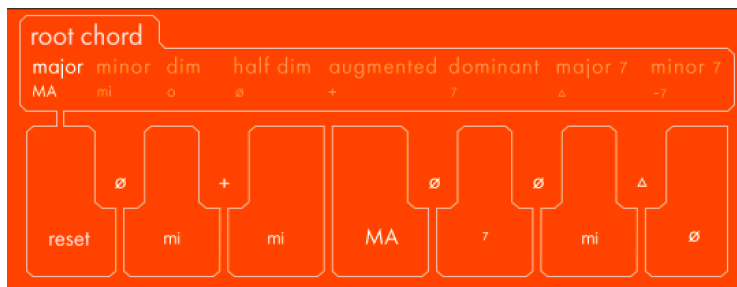 root chord
major minor dim half dim augmented dominant major 7 minor 7
MA mi o ø + 7 △ -7
ø + ø ø △
reset mi mi MA 7 mi ø